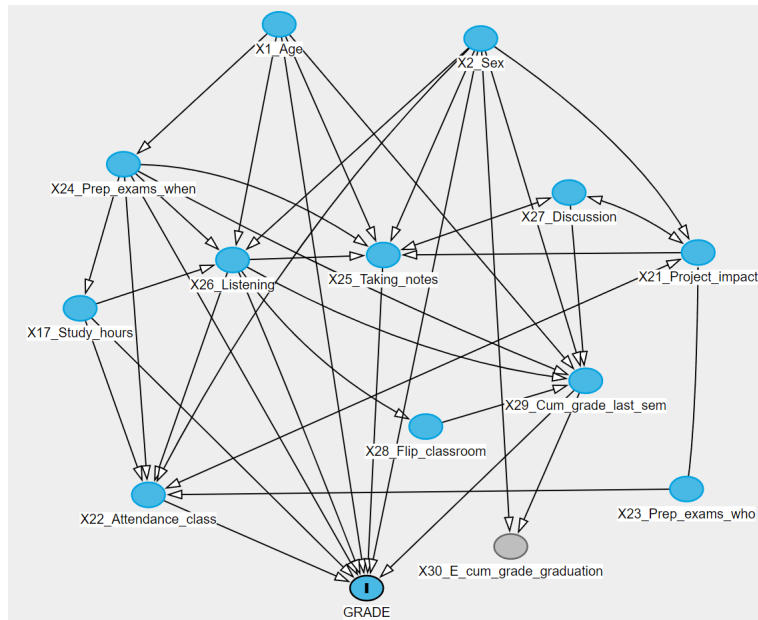 X1_Age
X2_Sex
X24_Prep_exams_when
X27_Discussion
X26_Listening
X25_Taking_notes
X21_Project_impact
X17_Study_hours
X29_Cum_grade_last_sem
X28_Flip_classroom
X22_Attendance_class
X23_Prep_exams_who
X30_E_cum_grade_graduation
I
GRADE